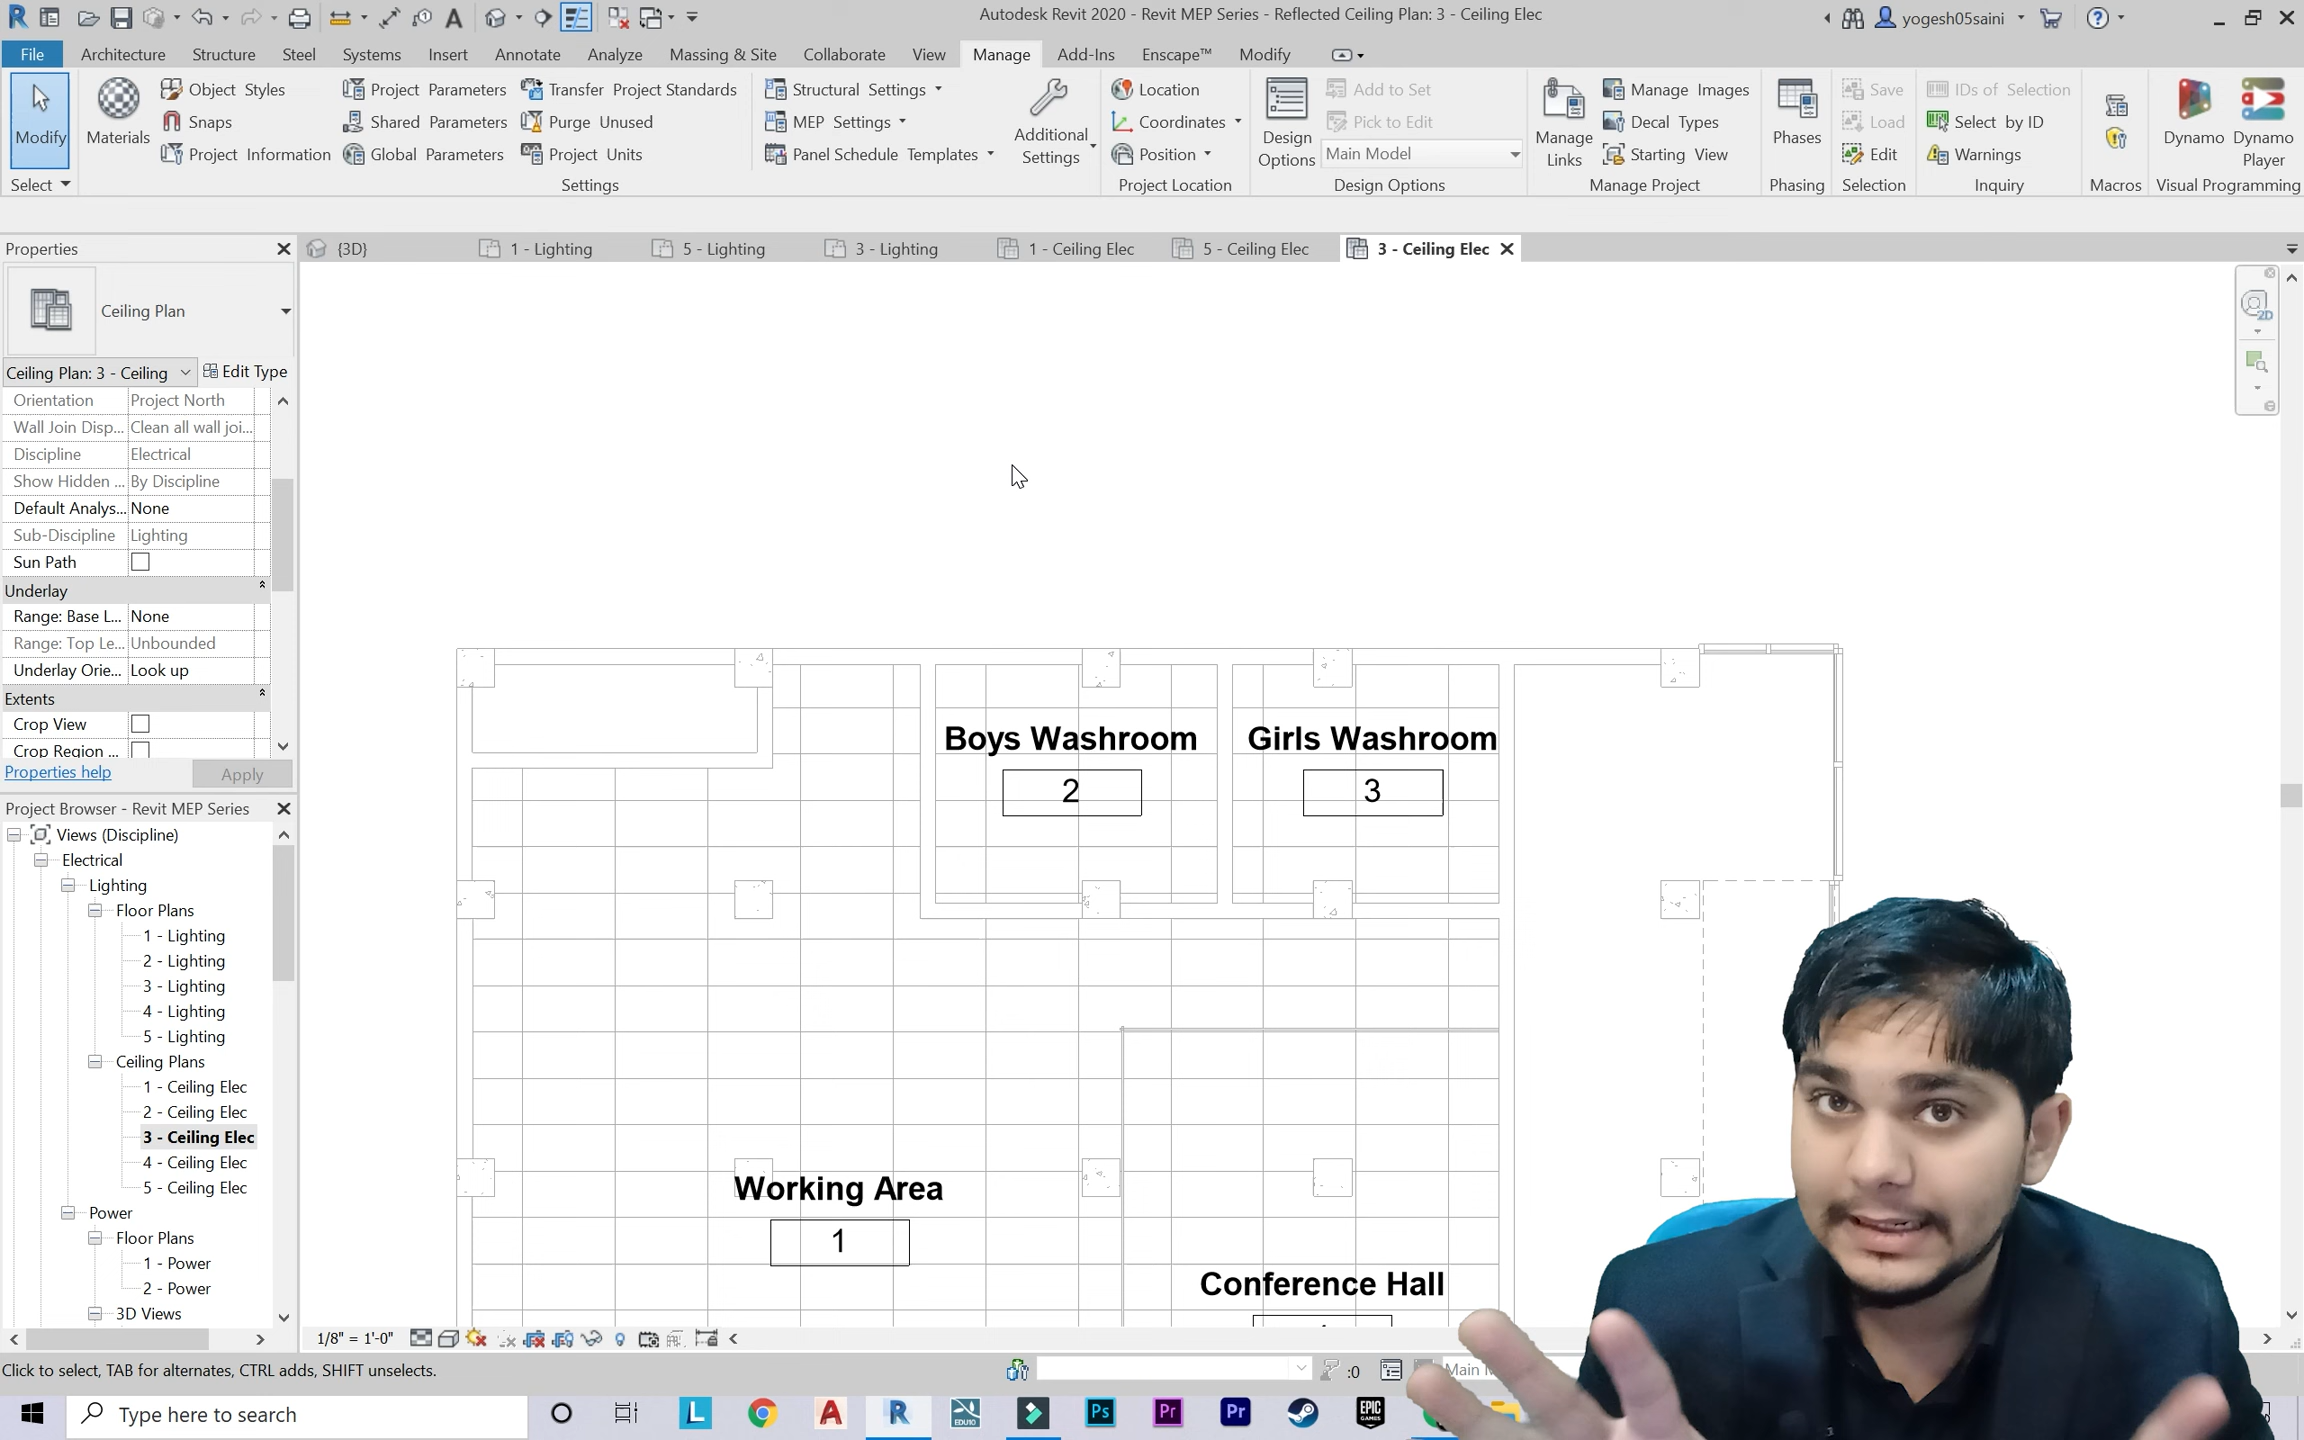 Autodesk Revit 2020 - Revit MEP Series - Reflected Ceiling Plan: 3 - Ceiling Elec
yogesh05saini
File Architecture Structure Steel Systems Insert Annotate Analyze Massing & Site Collaborate View Manage Add-Ins Enscape™ Modify
Modify
Select
Materials
Object Styles
Snaps
Project Information
Project Parameters
Shared Parameters
Global Parameters
Transfer Project Standards
Purge Unused
Project Units
Settings
Structural Settings
MEP Settings
Panel Schedule Templates
Additional
Settings
Location
Coordinates
Position
Project Location
Design
Options
Add to Set
Pick to Edit
Main Model
Design Options
Manage
Links
Manage Images
Decal Types
Starting View
Manage Project
Phases
Phasing
Save
Load
Edit
Selection
IDs of Selection
Select by ID
Warnings
Inquiry
Macros
Dynamo
Dynamo
Player
Visual Programming
{3D} 1 - Lighting 5 - Lighting 3 - Lighting 1 - Ceiling Elec 5 - Ceiling Elec 3 - Ceiling Elec
Properties
Ceiling Plan
Ceiling Plan: 3 - Ceiling Edit Type
Orientation Project North
Wall Join Disp... Clean all wall joi...
Discipline Electrical
Show Hidden ... By Discipline
Default Analys... None
Sub-Discipline Lighting
Sun Path
Underlay
Range: Base L... None
Range: Top Le... Unbounded
Underlay Orie... Look up
Extents
Crop View
Crop Region ...
Properties help Apply
Project Browser - Revit MEP Series
Views (Discipline)
Electrical
Lighting
Floor Plans
1 - Lighting
2 - Lighting
3 - Lighting
4 - Lighting
5 - Lighting
Ceiling Plans
1 - Ceiling Elec
2 - Ceiling Elec
3 - Ceiling Elec
4 - Ceiling Elec
5 - Ceiling Elec
Power
Floor Plans
1 - Power
2 - Power
3D Views
2D
Boys Washroom
2
Girls Washroom
3
Working Area
1
Conference Hall
1/8" = 1'-0"
Click to select, TAB for alternates, CTRL adds, SHIFT unselects.
:0
Main
Type here to search
L
A
R
EDU10
Ps
Pr
Pr
EPIC
GAMES